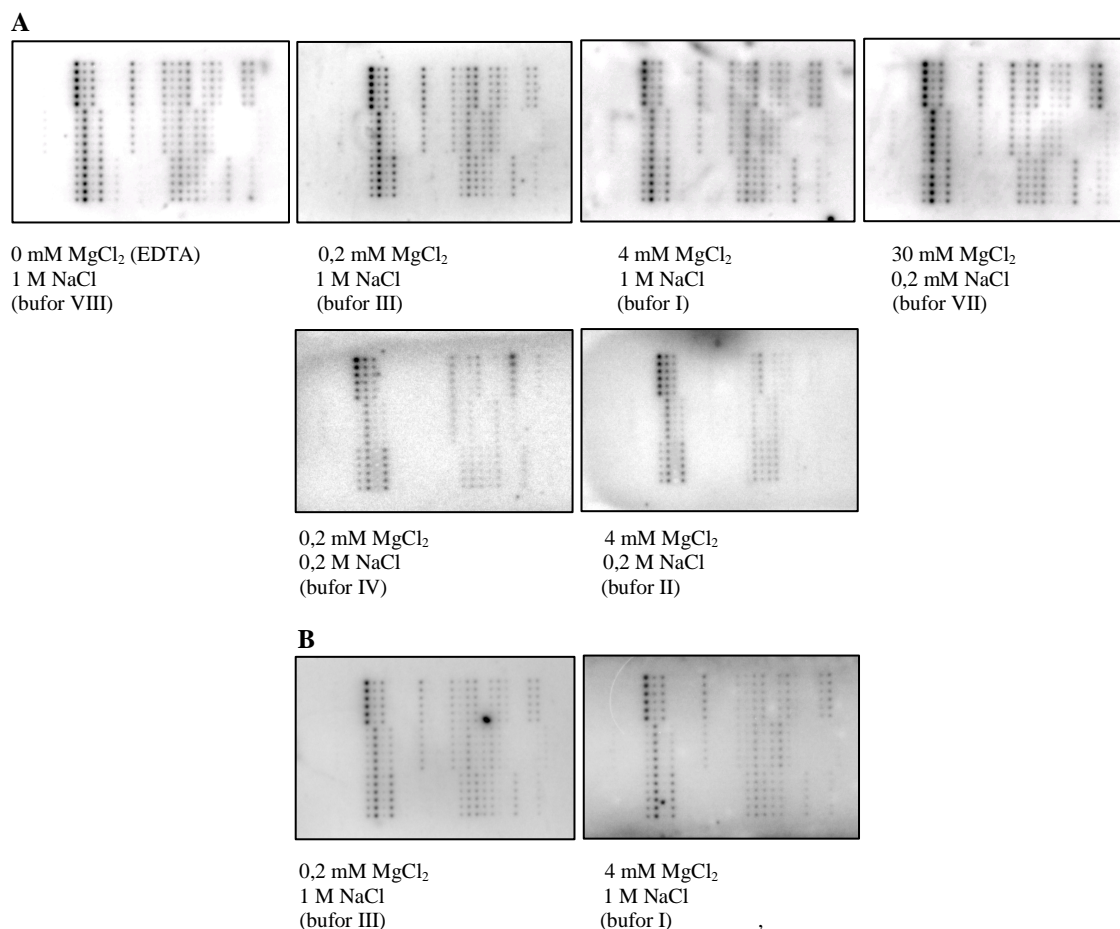 A
0 mM MgCl₂ (EDTA)
1 M NaCl
(bufor VIII)
0,2 mM MgCl₂
1 M NaCl
(bufor III)
4 mM MgCl₂
1 M NaCl
(bufor I)
30 mM MgCl₂
0,2 mM NaCl
(bufor VII)
0,2 mM MgCl₂
0,2 M NaCl
(bufor IV)
4 mM MgCl₂
0,2 M NaCl
(bufor II)
B
0,2 mM MgCl₂
1 M NaCl
(bufor III)
4 mM MgCl₂
1 M NaCl
(bufor I) ,